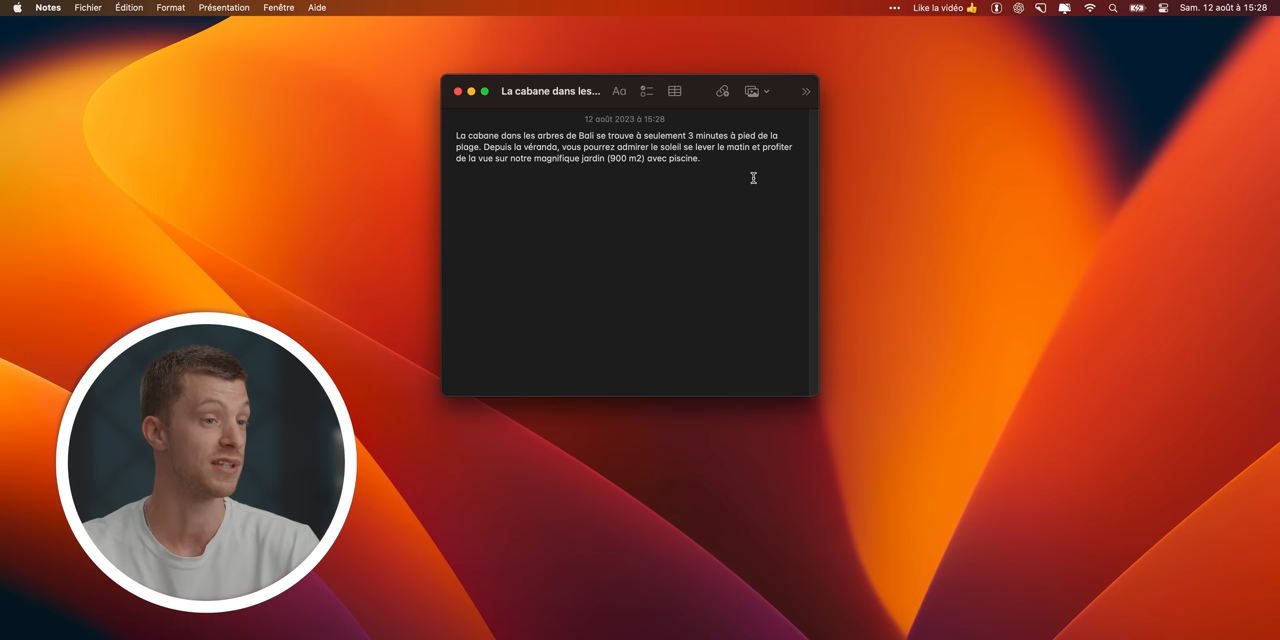 Notes Fichier Édition Format Présentation Fenêtre Aide
Like la vidéo 👍 Sam. 12 août à 15:28
La cabane dans les... Aa
12 août 2023 à 15:28
La cabane dans les arbres de Bali se trouve à seulement 3 minutes à pied de la
plage. Depuis la véranda, vous pourrez admirer le soleil se lever le matin et profiter
de la vue sur notre magnifique jardin (900 m2) avec piscine.